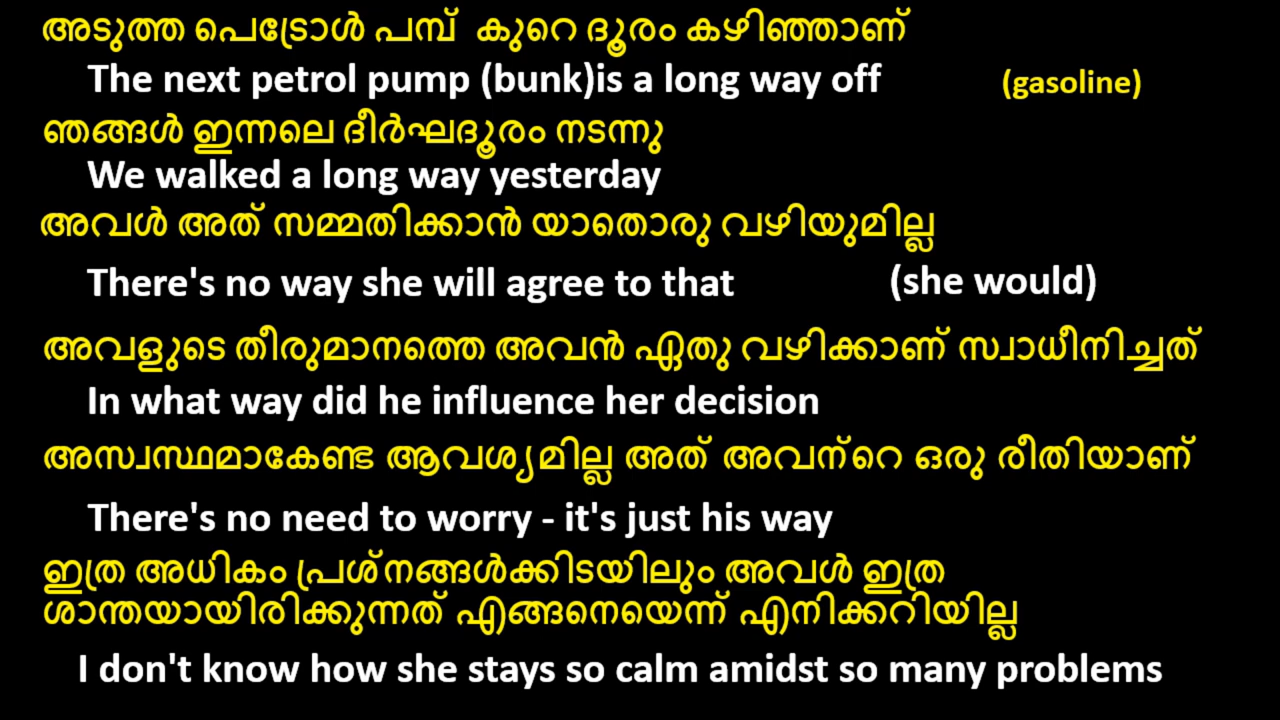 അടുത്ത പെട്രോൾ പമ്പ് കുറെ ദൂരം കഴിഞ്ഞാണ്
The next petrol pump (bunk)is a long way off (gasoline)
ഞങ്ങൾ ഇന്നലെ ദീർഘദൂരം നടന്നു
We walked a long way yesterday
അവൾ അത് സമ്മതിക്കാൻ യാതൊരു വഴിയുമില്ല
There's no way she will agree to that (she would)
അവളുടെ തീരുമാനത്തെ അവൻ ഏതു വഴിക്കാണ് സ്വാധീനിച്ചത്
In what way did he influence her decision
അസ്വസ്ഥമാകേണ്ട ആവശ്യമില്ല അത് അവന്റെ ഒരു രീതിയാണ്
There's no need to worry - it's just his way
ഇത്ര അധികം പ്രശ്നങ്ങൾക്കിടയിലും അവൾ ഇത്ര
ശാന്തയായിരിക്കുന്നത് എങ്ങനെയെന്ന് എനിക്കറിയില്ല
I don't know how she stays so calm amidst so many problems